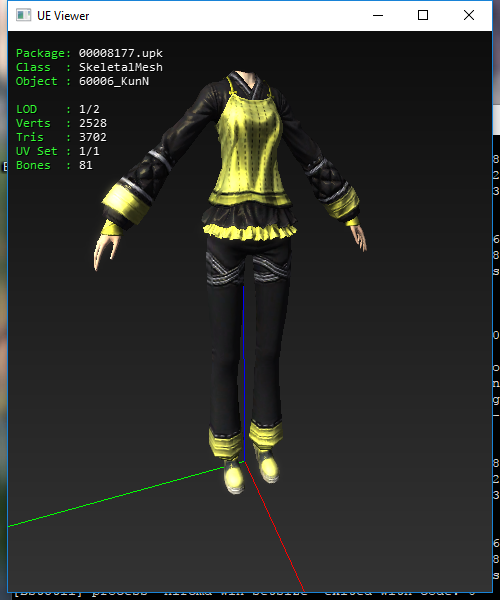 UE Viewer
Package: 00008177.upk
Class : SkeletalMesh
Object : 60006_KunN
LOD : 1/2
Verts : 2528
Tris : 3702
UV Set : 1/1
Bones : 81